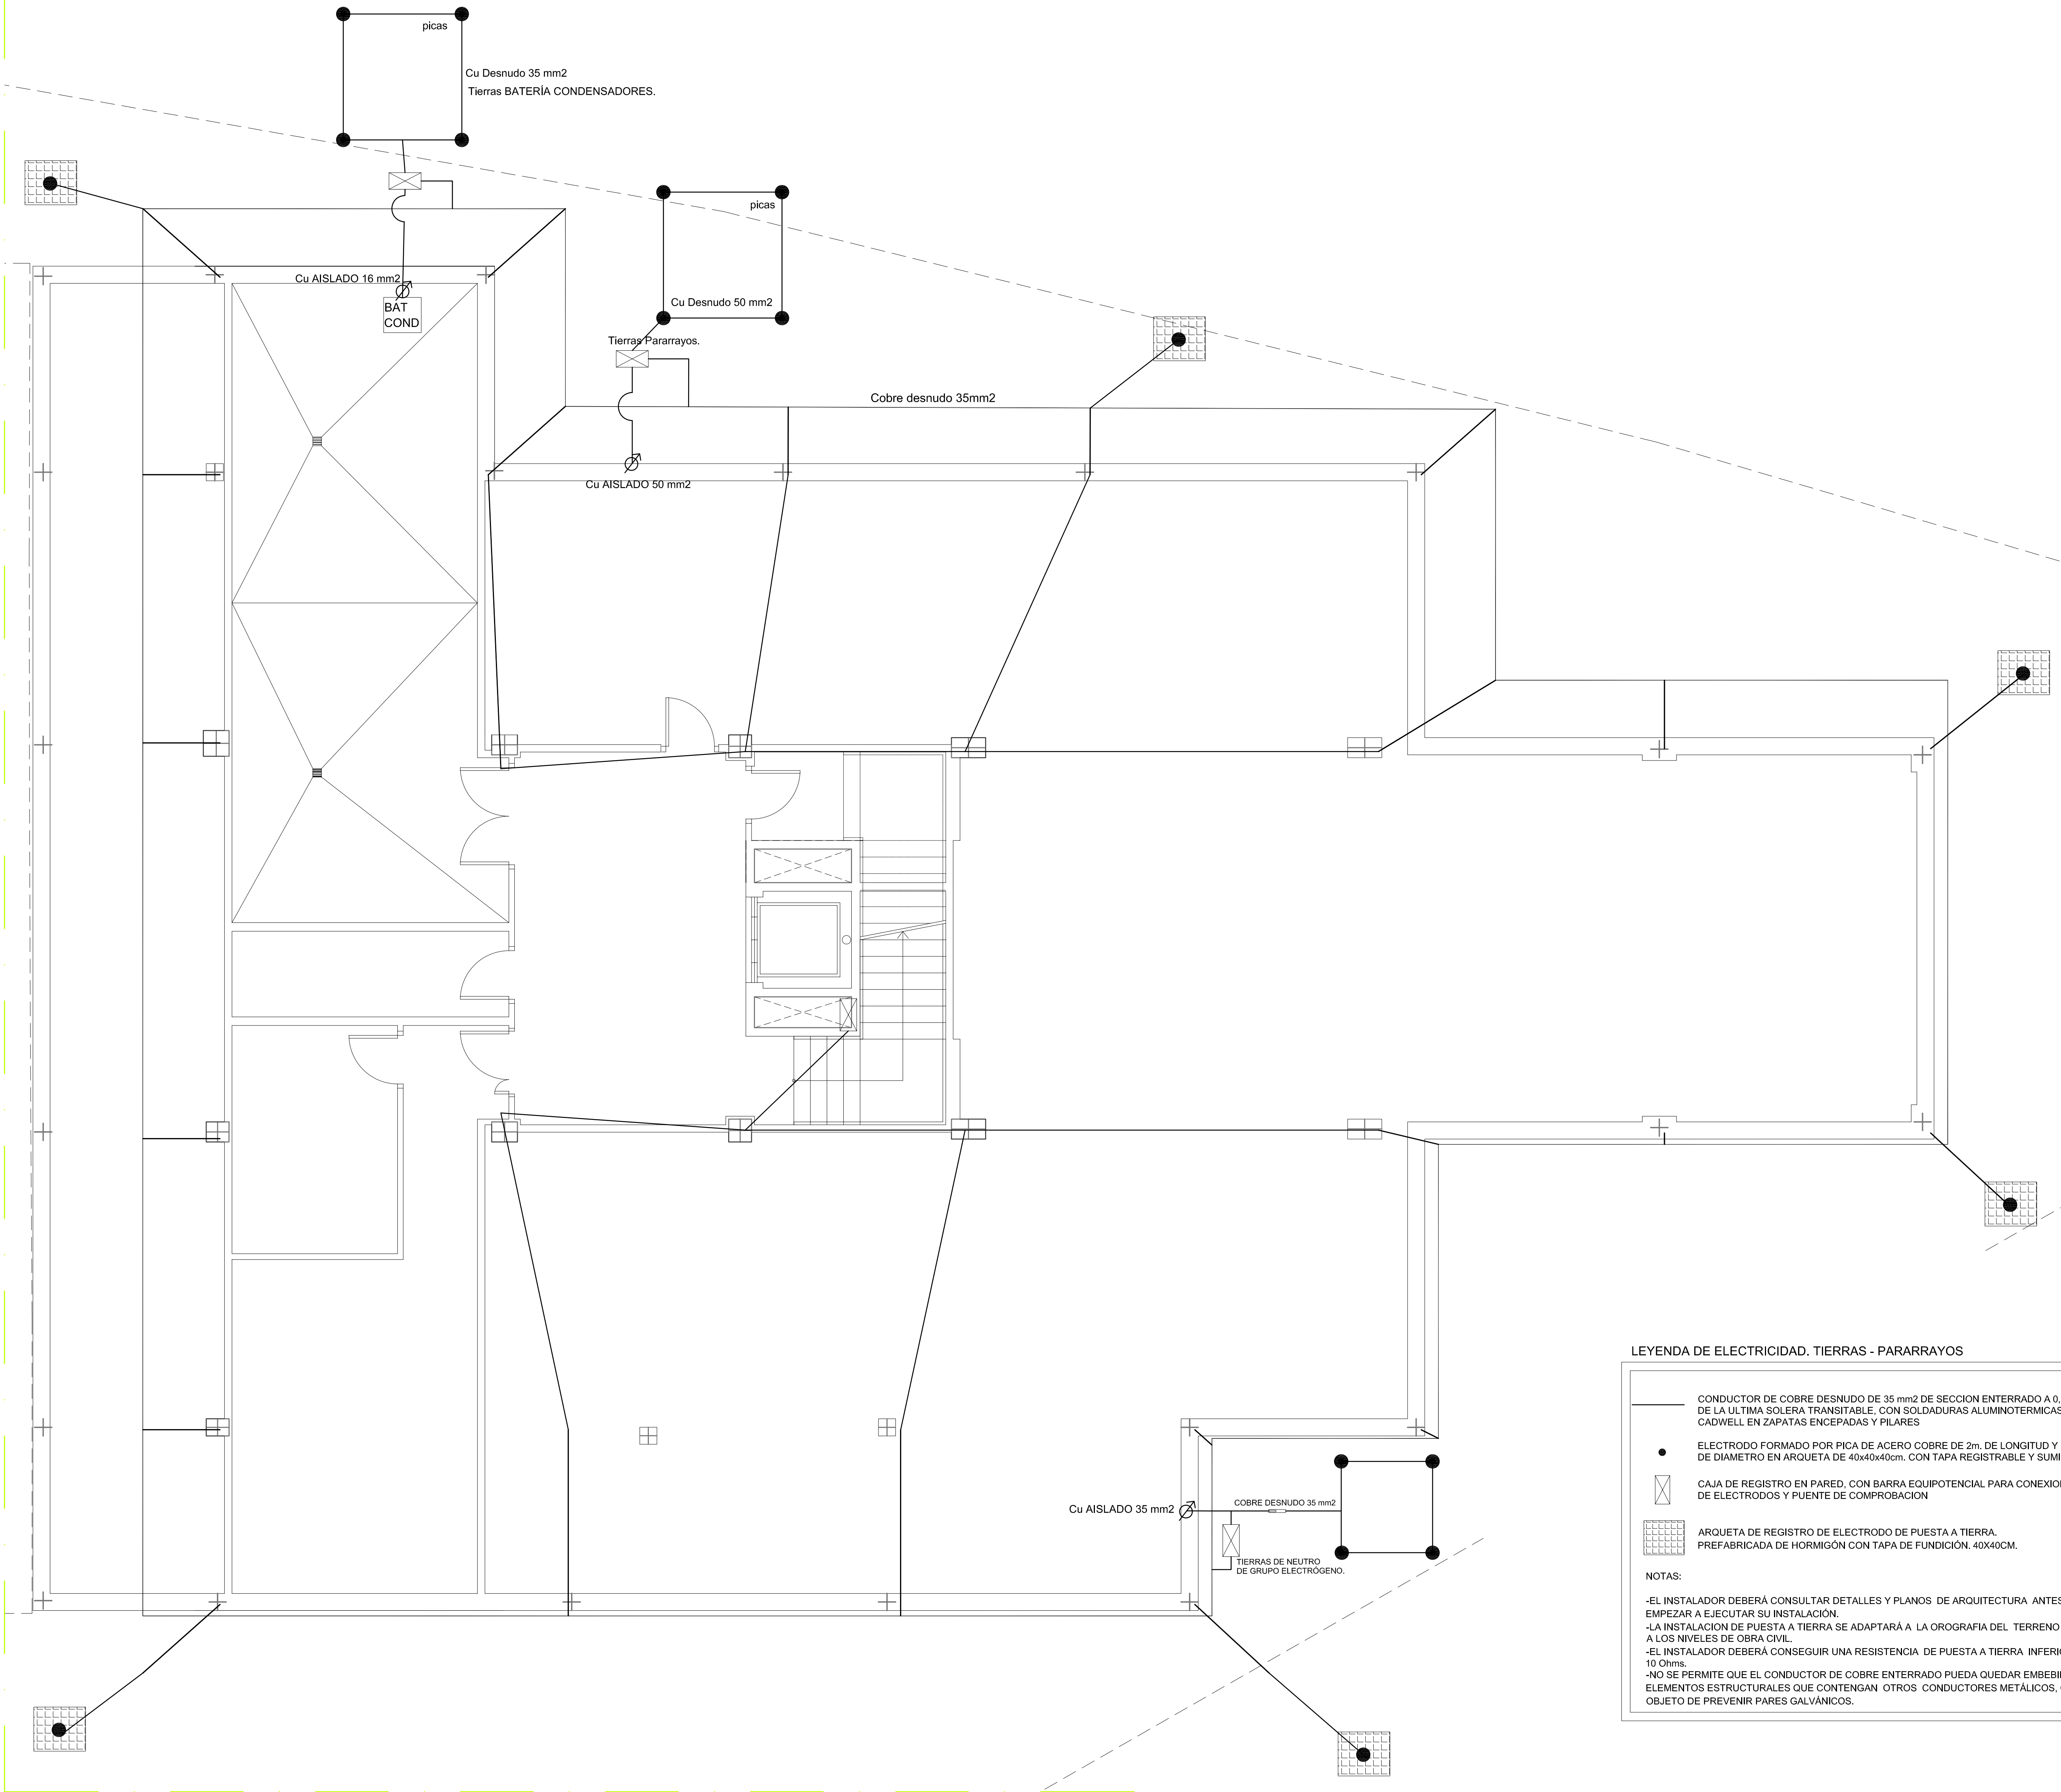 picas
Cu Desnudo 35 mm2
Tierras BATERÍA CONDENSADORES.
picas
Cu AISLADO 16 mm2
BAT
COND
Cu Desnudo 50 mm2
Tierras Pararrayos.
Cobre desnudo 35mm2
Cu AISLADO 50 mm2
Cu AISLADO 35 mm2
COBRE DESNUDO 35 mm2
TIERRAS DE NEUTRO
DE GRUPO ELECTRÓGENO.
LEYENDA DE ELECTRICIDAD. TIERRAS - PARARRAYOS
CONDUCTOR DE COBRE DESNUDO DE 35 mm2 DE SECCION ENTERRADO A 0,
DE LA ULTIMA SOLERA TRANSITABLE, CON SOLDADURAS ALUMINOTERMICAS
CADWELL EN ZAPATAS ENCEPADAS Y PILARES
ELECTRODO FORMADO POR PICA DE ACERO COBRE DE 2m. DE LONGITUD Y
DE DIAMETRO EN ARQUETA DE 40x40x40cm. CON TAPA REGISTRABLE Y SUMI
CAJA DE REGISTRO EN PARED, CON BARRA EQUIPOTENCIAL PARA CONEXION
DE ELECTRODOS Y PUENTE DE COMPROBACION
ARQUETA DE REGISTRO DE ELECTRODO DE PUESTA A TIERRA.
PREFABRICADA DE HORMIGÓN CON TAPA DE FUNDICIÓN. 40X40CM.
NOTAS:
-EL INSTALADOR DEBERÁ CONSULTAR DETALLES Y PLANOS DE ARQUITECTURA ANTES
EMPEZAR A EJECUTAR SU INSTALACIÓN.
-LA INSTALACION DE PUESTA A TIERRA SE ADAPTARÁ A LA OROGRAFIA DEL TERRENO
A LOS NIVELES DE OBRA CIVIL.
-EL INSTALADOR DEBERÁ CONSEGUIR UNA RESISTENCIA DE PUESTA A TIERRA INFERIO
10 Ohms.
-NO SE PERMITE QUE EL CONDUCTOR DE COBRE ENTERRADO PUEDA QUEDAR EMBEBI
ELEMENTOS ESTRUCTURALES QUE CONTENGAN OTROS CONDUCTORES METÁLICOS,
OBJETO DE PREVENIR PARES GALVÁNICOS.